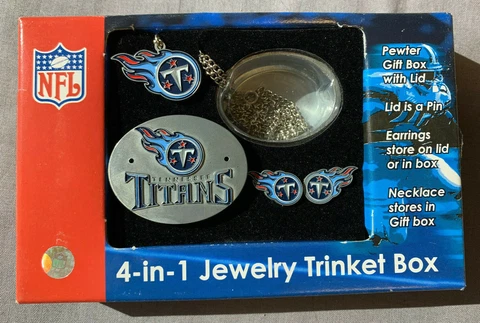 NFL
Pewter
Gift Box
with Lid
Lid is a Pin
Earrings
store on lid
or in box
Necklace
stores in
Gift box
T
T
TENNESSEE
TITANS
T
T
4-in-1 Jewelry Trinket Box